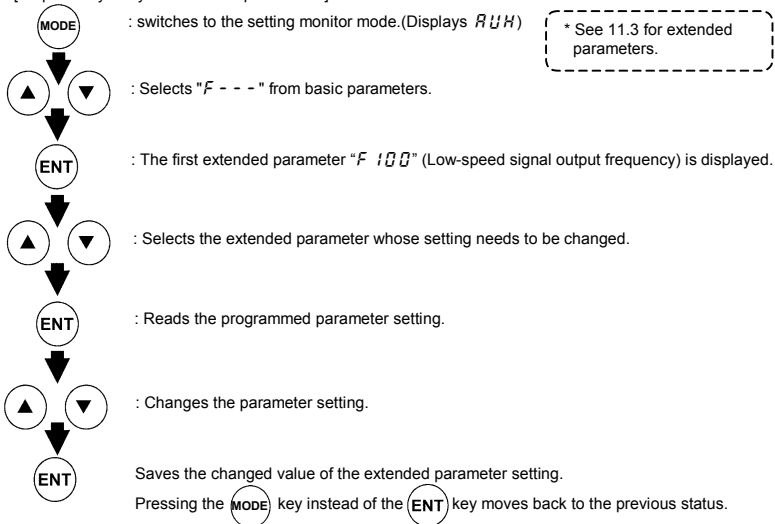 MODE : switches to the setting monitor mode.(Displays AUH)
* See 11.3 for extended
parameters.
▲ ▼ : Selects "F - - -" from basic parameters.
ENT : The first extended parameter “F 100” (Low-speed signal output frequency) is displayed.
▲ ▼ : Selects the extended parameter whose setting needs to be changed.
ENT : Reads the programmed parameter setting.
▲ ▼ : Changes the parameter setting.
ENT Saves the changed value of the extended parameter setting.
Pressing the MODE key instead of the ENT key moves back to the previous status.